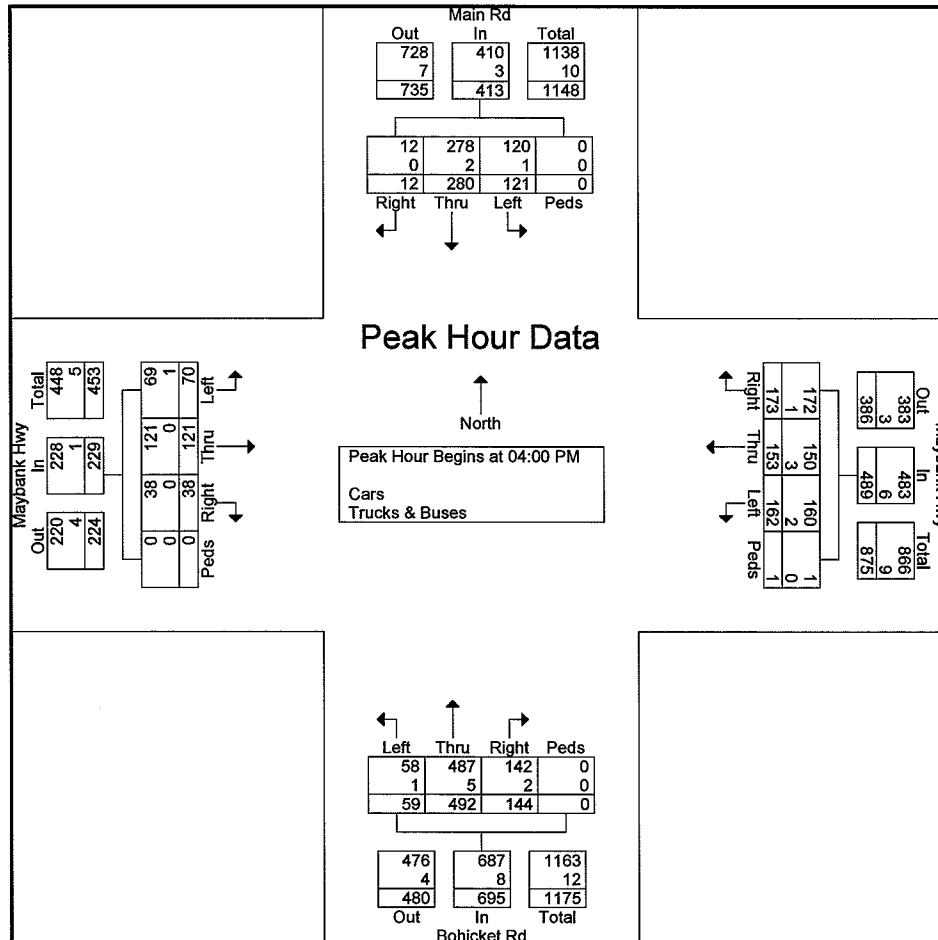 Main Rd
Out In Total
728 410 1138
7 3 10
735 413 1148
12 278 120 0
0 2 1 0
12 280 121 0
Right Thru Left Peds
Peak Hour Data
North
Peak Hour Begins at 04:00 PM
Cars
Trucks & Buses
Maybank Hwy
Out In Total
220 228 448
4 1 5
224 229 453
0 38 121 69
0 0 0 1
0 38 121 70
Peds Right Thru Left
Out In Total
383 483 866
3 6 9
386 489 875
172 150 160 1
1 3 2 0
173 153 162 1
Right Thru Left Peds
Left Thru Right Peds
58 487 142 0
1 5 2 0
59 492 144 0
476 687 1163
4 8 12
480 695 1175
Out In Total
Bohicket Rd